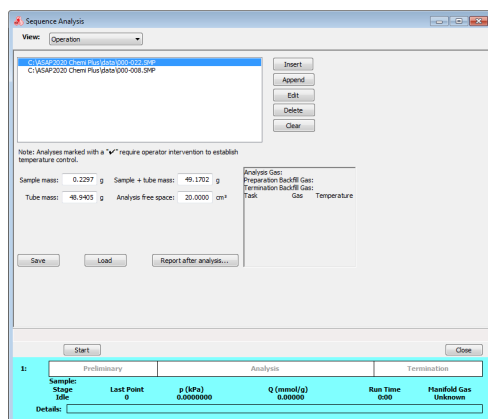 Sequence Analysis
View: Operation
C:\ASAP2020 Chemi Plus\data\000-022.SMP
C:\ASAP2020 Chemi Plus\data\000-008.SMP
Insert
Append
Edit
Delete
Clear
Note: Analyses marked with a "✔" require operator intervention to establish
temperature control.
Sample mass: 0.2297 g Sample + tube mass: 49.1702 g
Tube mass: 48.9405 g Analysis free space: 20.0000 cm³
Analysis Gas:
Preparation Backfill Gas:
Termination Backfill Gas:
Task Gas Temperature
Save Load Report after analysis...
Start Close
1: Preliminary Analysis Termination
Sample:
Stage Last Point p (kPa) Q (mmol/g) Run Time Manifold Gas
Idle 0 0.0000000 0.00000 0:00 Unknown
Details: